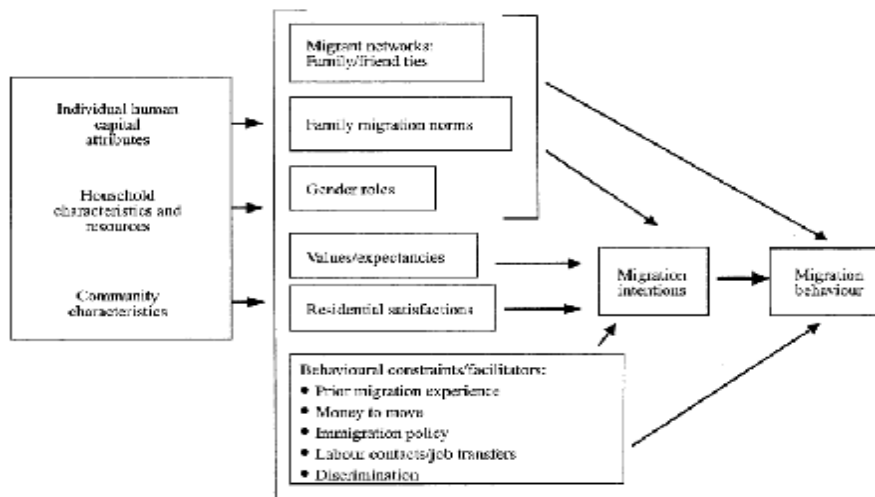 Individual human
capital
attributes
Household
characteristics and
resources
Community
characteristics
Migrant networks:
Family/friend ties
Family migration norms
Gender roles
Values/expectancies
Residential satisfactions
Behavioural constraints/facilitators:
• Prior migration experience
• Money to move
• Immigration policy
• Labour contacts/job transfers
• Discrimination
Migration
intentions
Migration
behaviour